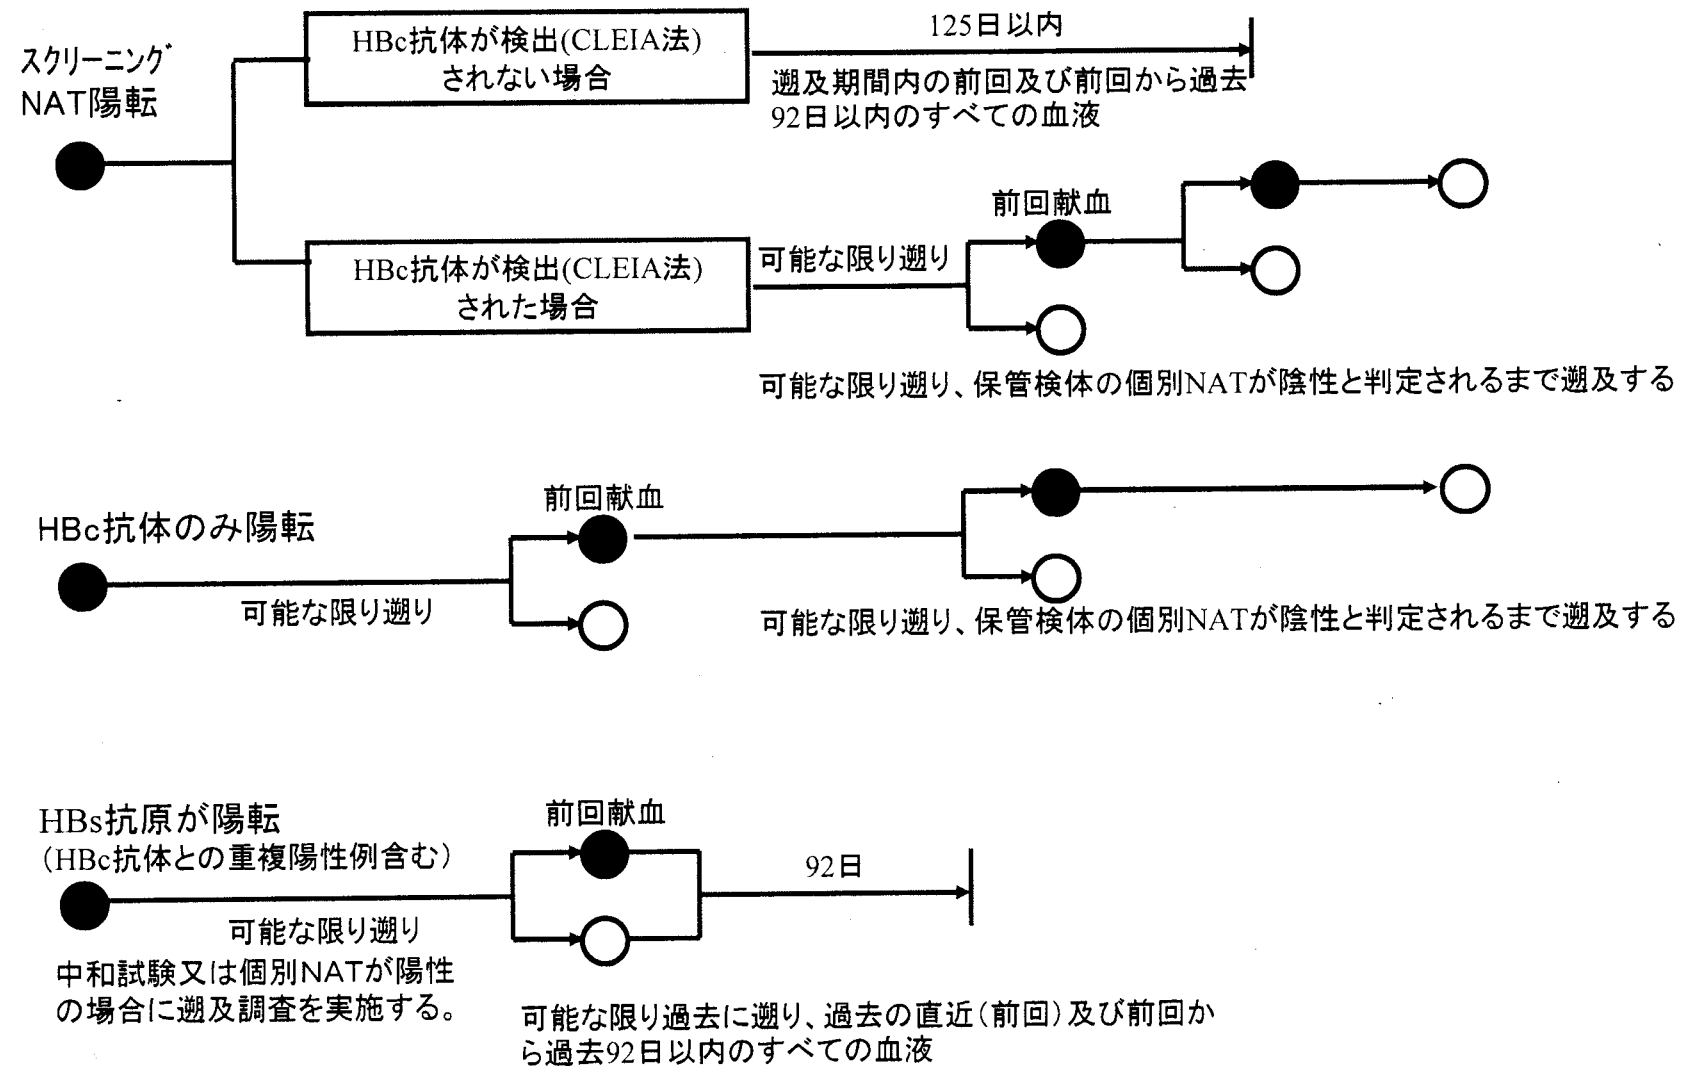 スクリーニング
NAT陽転
HBc抗体が検出(CLEIA法)
されない場合
125日以内
遡及期間内の前回及び前回から過去
92日以内のすべての血液
HBc抗体が検出(CLEIA法)
された場合
可能な限り遡り
前回献血
可能な限り遡り、保管検体の個別NATが陰性と判定されるまで遡及する
HBc抗体のみ陽転
可能な限り遡り
前回献血
可能な限り遡り、保管検体の個別NATが陰性と判定されるまで遡及する
HBs抗原が陽転
(HBc抗体との重複陽性例含む)
可能な限り遡り
中和試験又は個別NATが陽性
の場合に遡及調査を実施する。
前回献血
92日
可能な限り過去に遡り、過去の直近(前回)及び前回か
ら過去92日以内のすべての血液